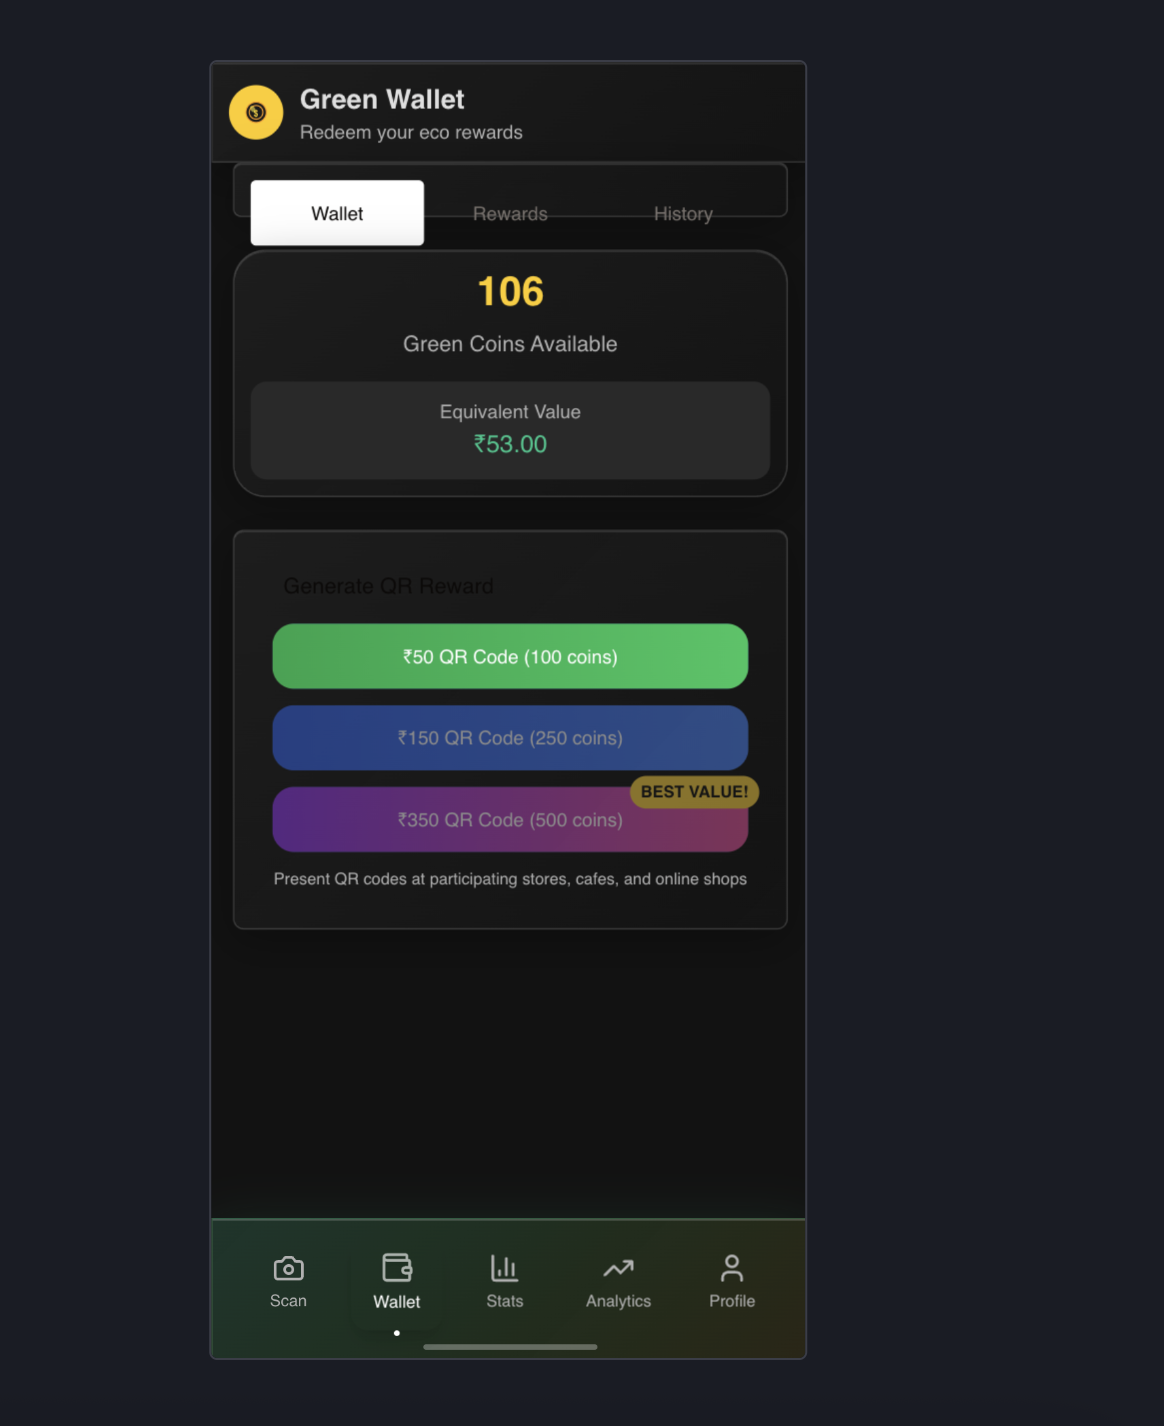 Green Wallet
Redeem your eco rewards
Wallet
Rewards
History
106
Green Coins Available
Equivalent Value
₹53.00
Generate QR Reward
₹50 QR Code (100 coins)
₹150 QR Code (250 coins)
BEST VALUE!
₹350 QR Code (500 coins)
Present QR codes at participating stores, cafes, and online shops
Scan
Wallet
Stats
Analytics
Profile